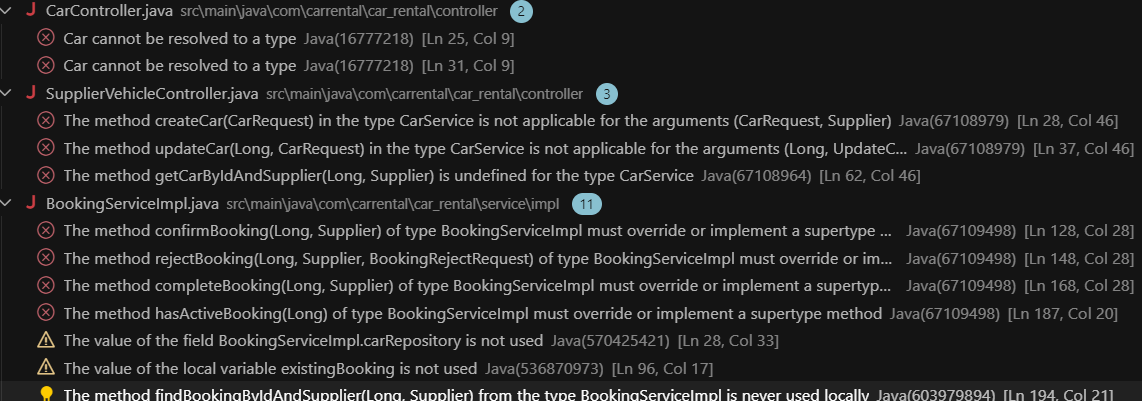 CarController.java src\main\java\com\carrental\car_rental\controller 2
Car cannot be resolved to a type Java(16777218) [Ln 25, Col 9]
Car cannot be resolved to a type Java(16777218) [Ln 31, Col 9]
SupplierVehicleController.java src\main\java\com\carrental\car_rental\controller 3
The method createCar(CarRequest) in the type CarService is not applicable for the arguments (CarRequest, Supplier) Java(67108979) [Ln 28, Col 46]
The method updateCar(Long, CarRequest) in the type CarService is not applicable for the arguments (Long, UpdateC... Java(67108979) [Ln 37, Col 46]
The method getCarByIdAndSupplier(Long, Supplier) is undefined for the type CarService Java(67108964) [Ln 62, Col 46]
BookingServiceImpl.java src\main\java\com\carrental\car_rental\service\impl 11
The method confirmBooking(Long, Supplier) of type BookingServiceImpl must override or implement a supertype ... Java(67109498) [Ln 128, Col 28]
The method rejectBooking(Long, Supplier, BookingRejectRequest) of type BookingServiceImpl must override or im... Java(67109498) [Ln 148, Col 28]
The method completeBooking(Long, Supplier) of type BookingServiceImpl must override or implement a supertyp... Java(67109498) [Ln 168, Col 28]
The method hasActiveBooking(Long) of type BookingServiceImpl must override or implement a supertype method Java(67109498) [Ln 187, Col 20]
The value of the field BookingServiceImpl.carRepository is not used Java(570425421) [Ln 28, Col 33]
The value of the local variable existingBooking is not used Java(536870973) [Ln 96, Col 17]
The method findBookingByIdAndSupplier(Long, Supplier) from the type BookingServiceImpl is never used locally Java(603979894) [Ln 194, Col 21]